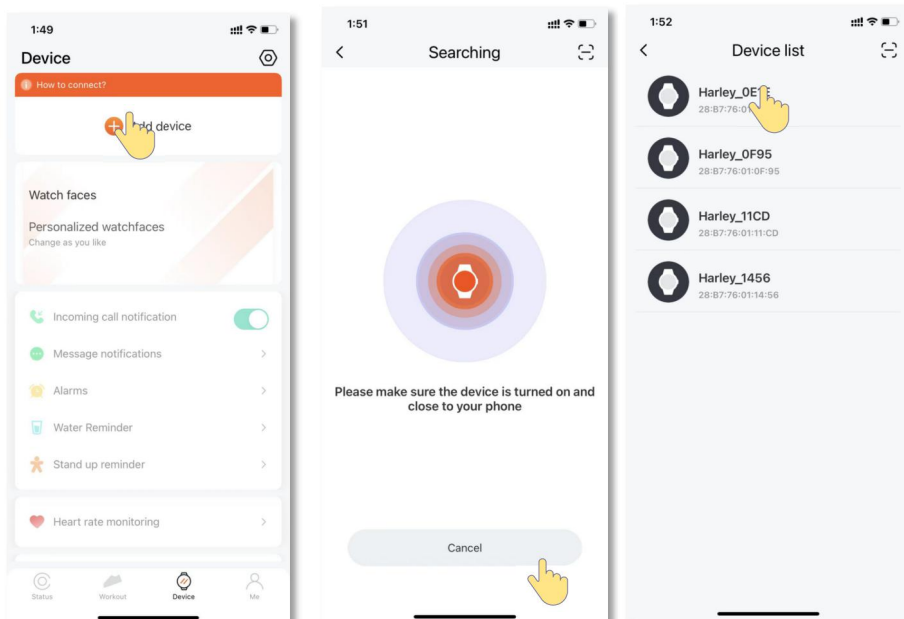 1:49
Device
How to connect?
Add device
Watch faces
Personalized watchfaces
Change as you like
Incoming call notification
Message notifications
Alarms
Water Reminder
Stand up reminder
Heart rate monitoring
Status
Workout
Device
Me
1:51
Searching
Please make sure the device is turned on and
close to your phone
Cancel
1:52
Device list
Harley_0E1E
28:B7:76:01
Harley_0F95
28:B7:76:01:0F:95
Harley_11CD
28:B7:76:01:11:CD
Harley_1456
28:B7:76:01:14:56